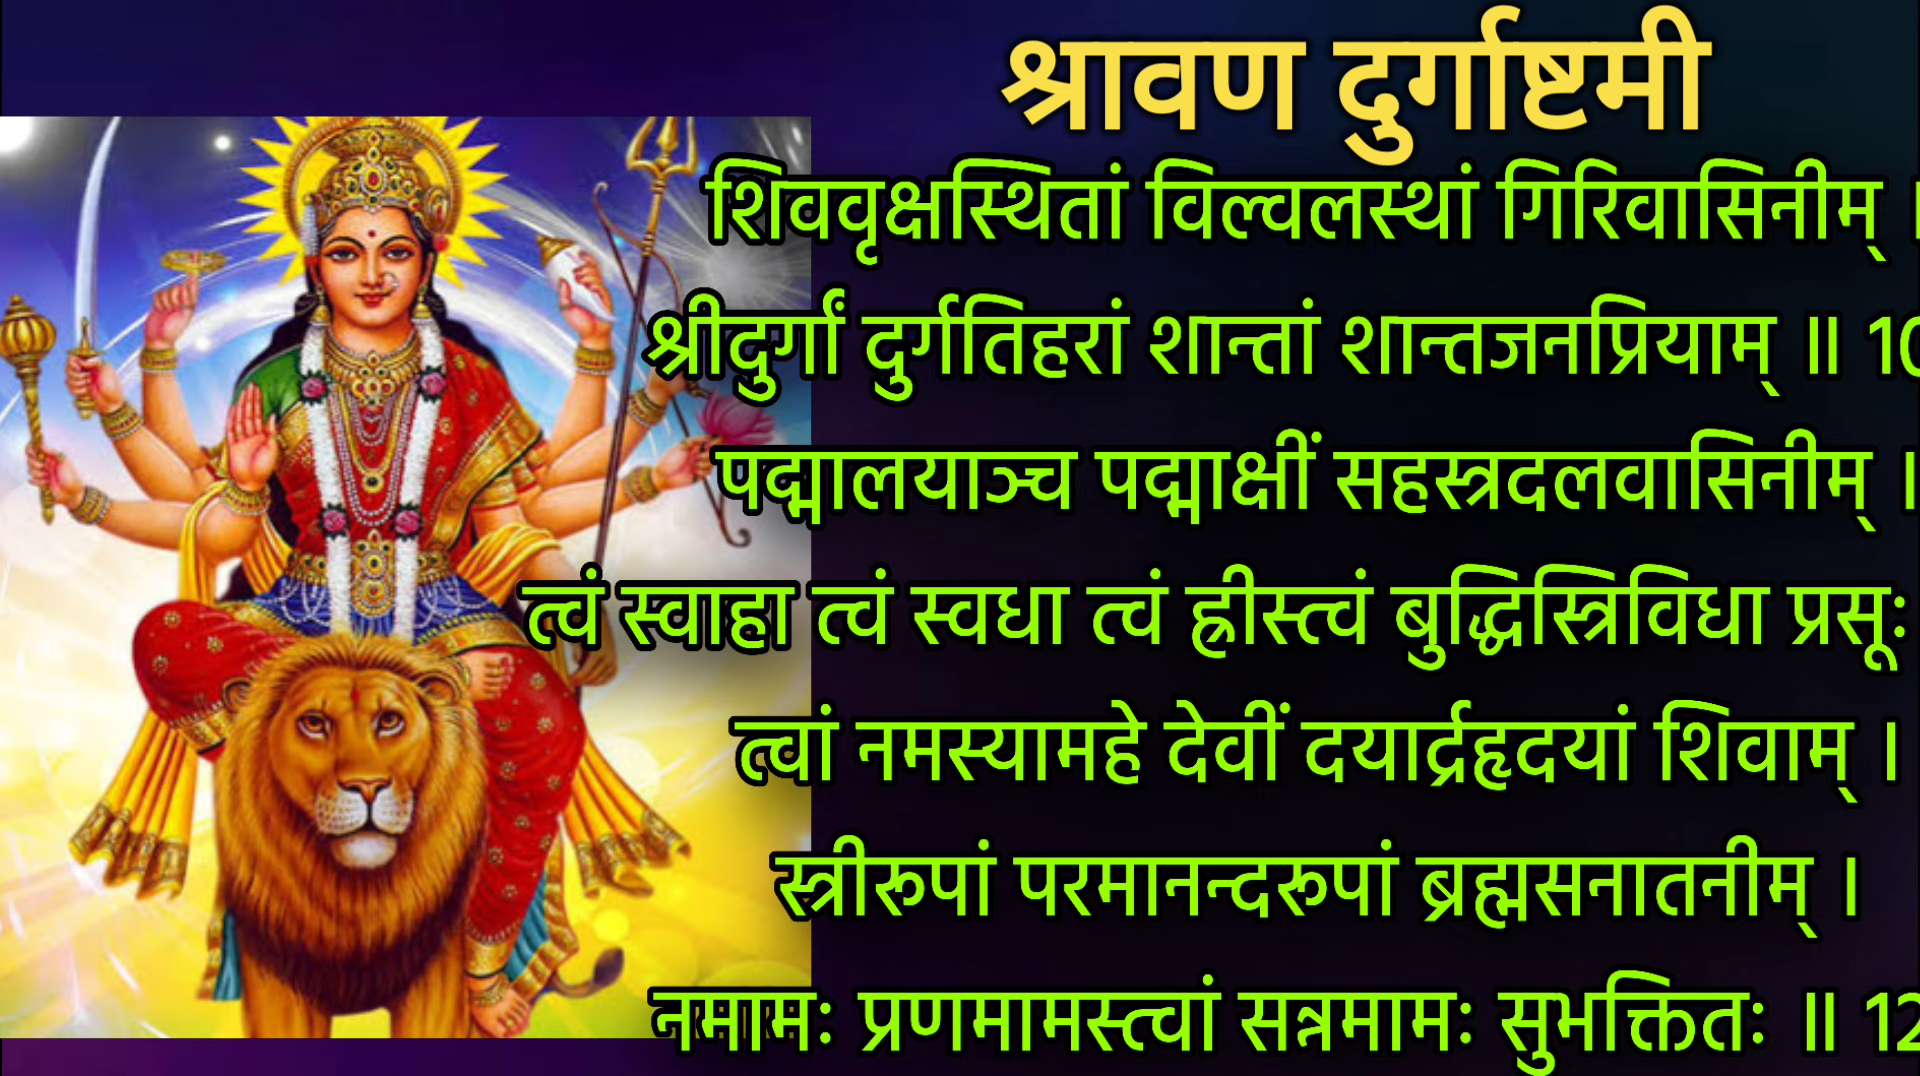 श्रावण दुर्गाष्टमी
शिववृक्षस्थितां विल्वलस्थां गिरिवासिनीम् ।
श्रीदुर्गां दुर्गतिहरां शान्तां शान्तजनप्रियाम् ॥ 10
पद्मालयाञ्च पद्माक्षीं सहस्त्रदलवासिनीम् ।
त्वं स्वाहा त्वं स्वधा त्वं ह्रीस्त्वं बुद्धिस्त्रिविधा प्रसूः
त्वां नमस्यामहे देवीं दयार्द्रहृदयां शिवाम् ।
स्त्रीरूपां परमानन्दरूपां ब्रह्मसनातनीम् ।
नमामः प्रणमामस्त्वां सन्नमामः सुभक्तितः ॥ 12